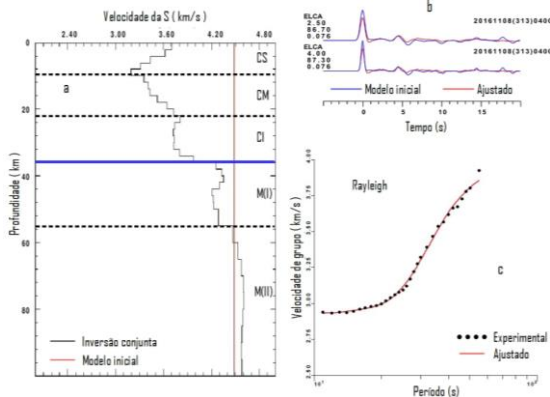 Velocidade da S ( km/s )
2.40 3.00 3.60 4.20 4.80
Profundidade ( km )
0
20
40
60
80
a
CS
CM
CI
M(I)
M(II)
Inversão conjunta
Modelo inicial
b
ELCA
2.50
86.70
0.076
20161108(313)0400
ELCA
4.00
87.30
0.076
20161108(313)0400
Modelo inicial
Ajustado
-5 0 5 10 15
Tempo (s)
Rayleigh
Velocidade de grupo ( km/s )
c
Experimental
Ajustado
Período (s)